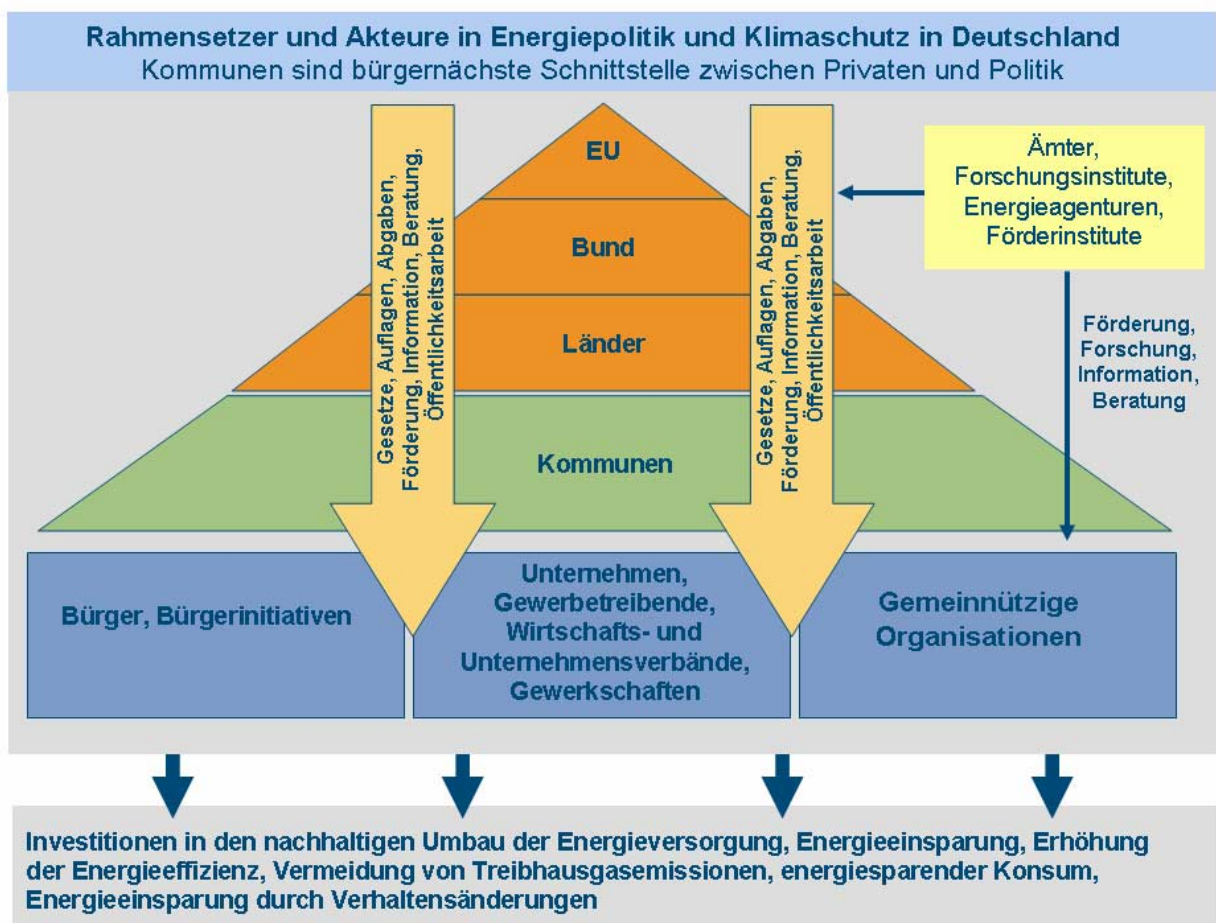 Rahmensetzer und Akteure in Energiepolitik und Klimaschutz in Deutschland
Kommunen sind bürgernächste Schnittstelle zwischen Privaten und Politik
EU
Bund
Länder
Kommunen
Gesetze, Auflagen, Abgaben,
Förderung, Information, Beratung,
Öffentlichkeitsarbeit
Gesetze, Auflagen, Abgaben,
Förderung, Information, Beratung,
Öffentlichkeitsarbeit
Ämter,
Forschungsinstitute,
Energieagenturen,
Förderinstitute
Förderung,
Forschung,
Information,
Beratung
Bürger, Bürgerinitiativen
Unternehmen,
Gewerbetreibende,
Wirtschafts- und
Unternehmensverbände,
Gewerkschaften
Gemeinnützige
Organisationen
Investitionen in den nachhaltigen Umbau der Energieversorgung, Energieeinsparung, Erhöhung
der Energieeffizienz, Vermeidung von Treibhausgasemissionen, energiesparender Konsum,
Energieeinsparung durch Verhaltensänderungen